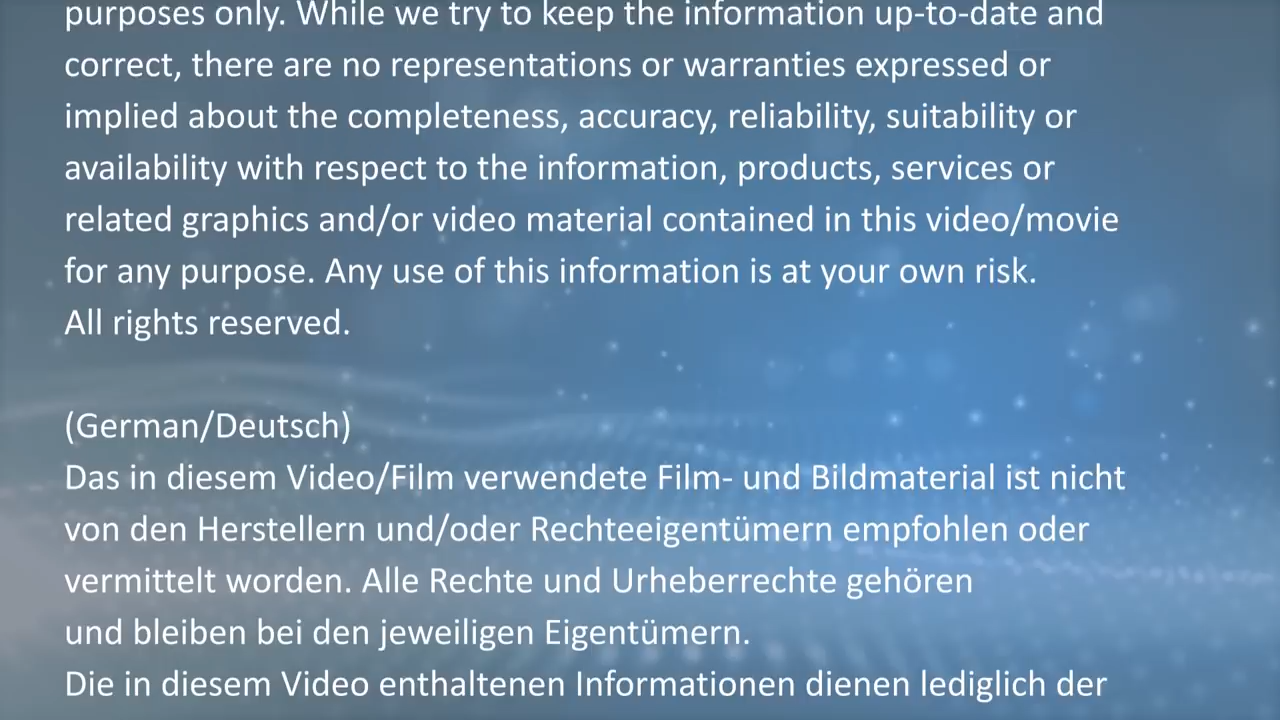 purposes only. While we try to keep the information up-to-date and
correct, there are no representations or warranties expressed or
implied about the completeness, accuracy, reliability, suitability or
availability with respect to the information, products, services or
related graphics and/or video material contained in this video/movie
for any purpose. Any use of this information is at your own risk.
All rights reserved.
(German/Deutsch)
Das in diesem Video/Film verwendete Film- und Bildmaterial ist nicht
von den Herstellern und/oder Rechteeigentümern empfohlen oder
vermittelt worden. Alle Rechte und Urheberrechte gehören
und bleiben bei den jeweiligen Eigentümern.
Die in diesem Video enthaltenen Informationen dienen lediglich der